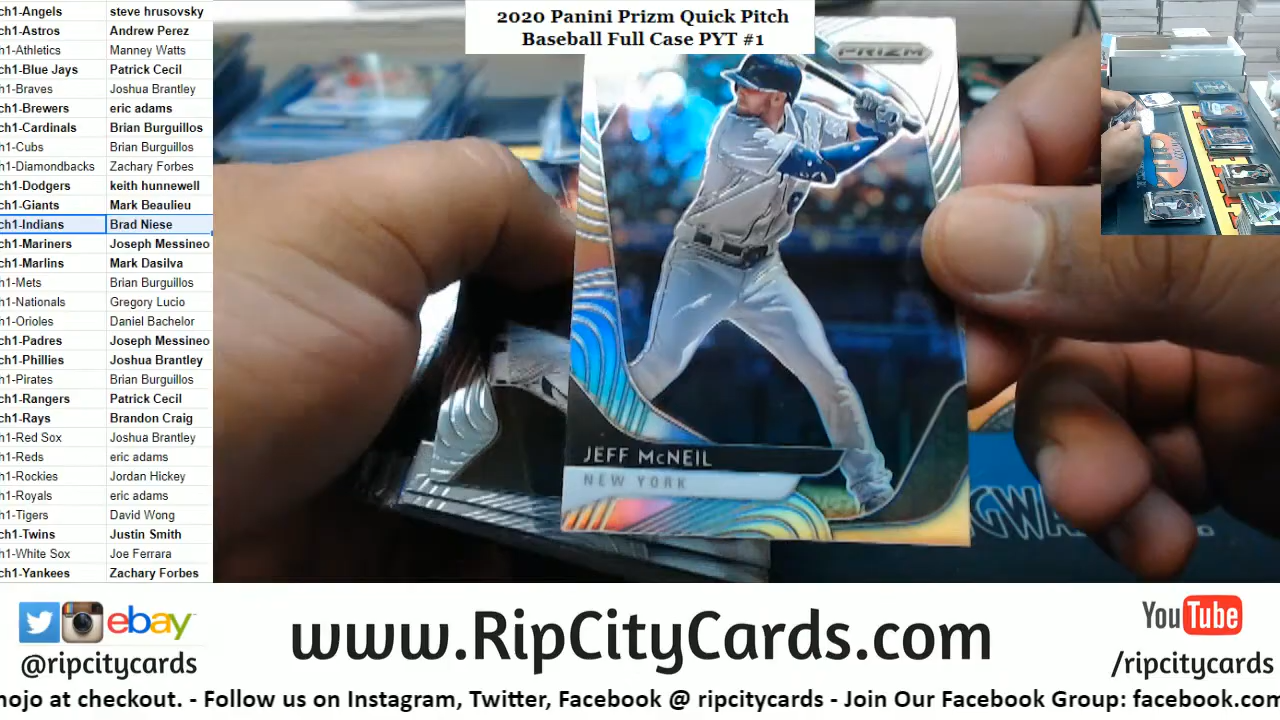 2020 Panini Prizm Quick Pitch
Baseball Full Case PYT #1
ch1-Angels steve hrusovsky
ch1-Astros Andrew Perez
h1-Athletics Manney Watts
ch1-Blue Jays Patrick Cecil
h1-Braves Joshua Brantley
ch1-Brewers eric adams
ch1-Cardinals Brian Burguillos
h1-Cubs Brian Burguillos
h1-Diamondbacks Zachary Forbes
ch1-Dodgers keith hunnewell
ch1-Giants Mark Beaulieu
ch1-Indians Brad Niese
ch1-Mariners Joseph Messineo
ch1-Marlins Mark Dasilva
h1-Mets Brian Burguillos
h1-Nationals Gregory Lucio
h1-Orioles Daniel Bachelor
ch1-Padres Joseph Messineo
ch1-Phillies Joshua Brantley
h1-Pirates Brian Burguillos
ch1-Rangers Patrick Cecil
ch1-Rays Brandon Craig
h1-Red Sox Joshua Brantley
h1-Reds eric adams
h1-Rockies Jordan Hickey
h1-Royals eric adams
h1-Tigers David Wong
ch1-Twins Justin Smith
h1-White Sox Joe Ferrara
ch1-Yankees Zachary Forbes
PRIZM
JEFF McNEIL
NEW YORK
ebay
@ripcitycards
www.RipCityCards.com
YouTube
/ripcitycards
mojo at checkout. - Follow us on Instagram, Twitter, Facebook @ ripcitycards - Join Our Facebook Group: facebook.com